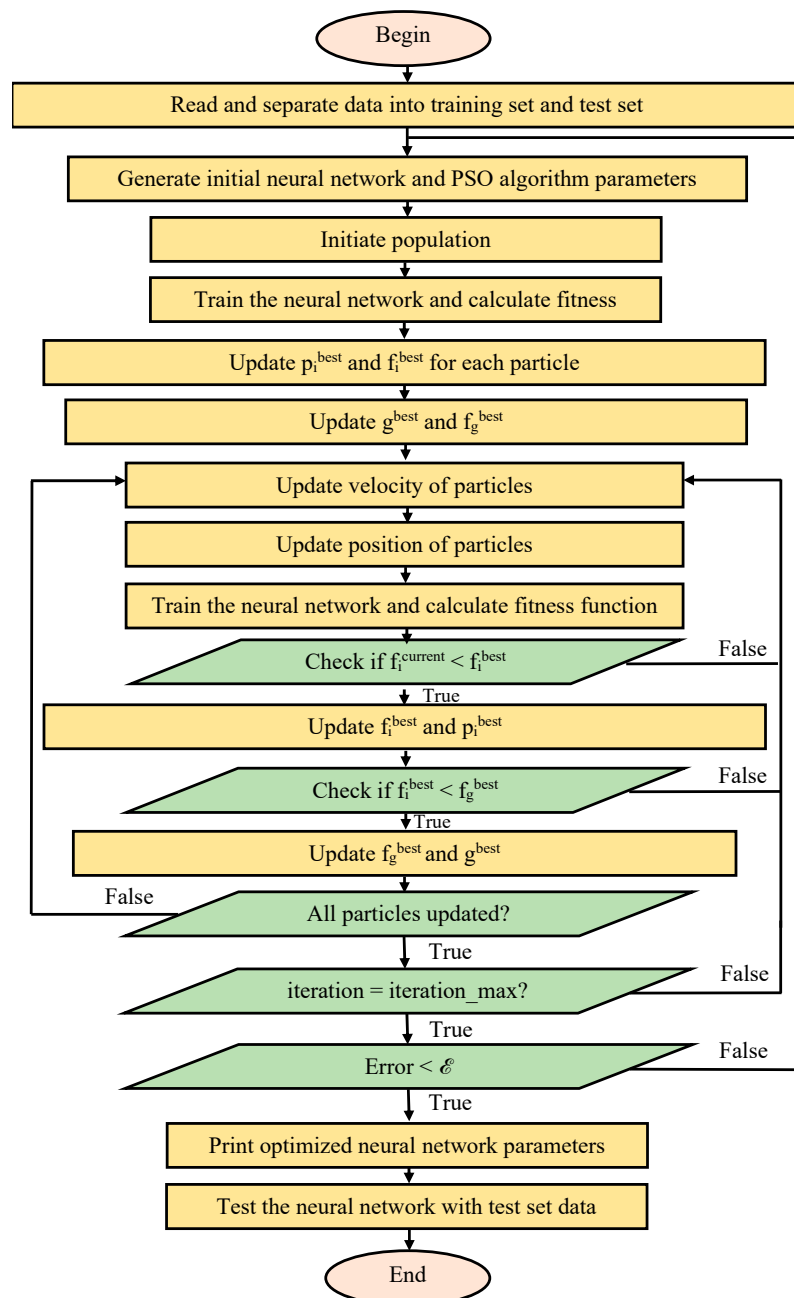 Begin
Read and separate data into training set and test set
Generate initial neural network and PSO algorithm parameters
Initiate population
Train the neural network and calculate fitness
Update pᵢᵇᵉˢᵗ and fᵢᵇᵉˢᵗ for each particle
Update gᵇᵉˢᵗ and f_gᵇᵉˢᵗ
Update velocity of particles
Update position of particles
Train the neural network and calculate fitness function
Check if fᵢᶜᵘʳʳᵉⁿᵗ < fᵢᵇᵉˢᵗ
False
True
Update fᵢᵇᵉˢᵗ and pᵢᵇᵉˢᵗ
Check if fᵢᵇᵉˢᵗ < f_gᵇᵉˢᵗ
False
True
Update f_gᵇᵉˢᵗ and gᵇᵉˢᵗ
False
All particles updated?
True
iteration = iteration_max?
False
True
Error < ℰ
False
True
Print optimized neural network parameters
Test the neural network with test set data
End